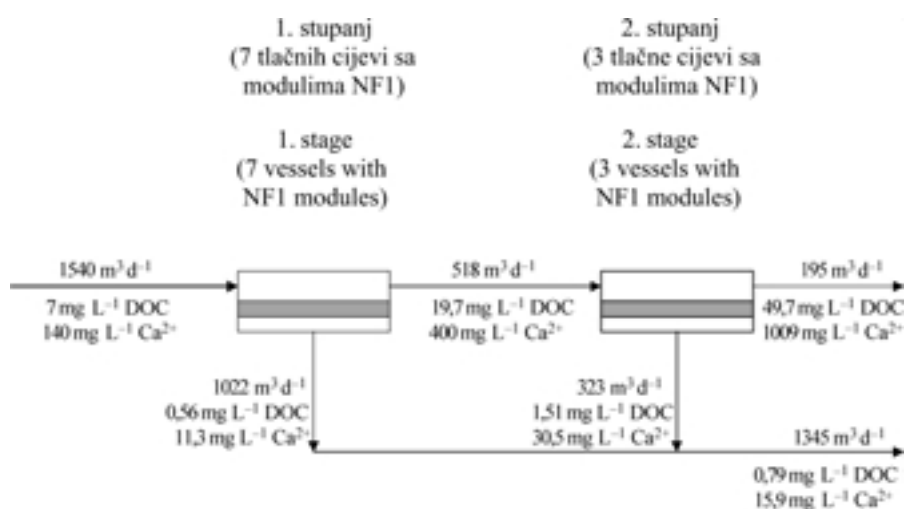 1. stupanj
(7 tlačnih cijevi sa
modulima NF1)
2. stupanj
(3 tlačne cijevi sa
modulima NF1)
1. stage
(7 vessels with
NF1 modules)
2. stage
(3 vessels with
NF1 modules)
1540 m³ d⁻¹
7 mg L⁻¹ DOC
140 mg L⁻¹ Ca²⁺
518 m³ d⁻¹
19,7 mg L⁻¹ DOC
400 mg L⁻¹ Ca²⁺
195 m³ d⁻¹
49,7 mg L⁻¹ DOC
1009 mg L⁻¹ Ca²⁺
1022 m³ d⁻¹
0,56 mg L⁻¹ DOC
11,3 mg L⁻¹ Ca²⁺
323 m³ d⁻¹
1,51 mg L⁻¹ DOC
30,5 mg L⁻¹ Ca²⁺
1345 m³ d⁻¹
0,79 mg L⁻¹ DOC
15,9 mg L⁻¹ Ca²⁺